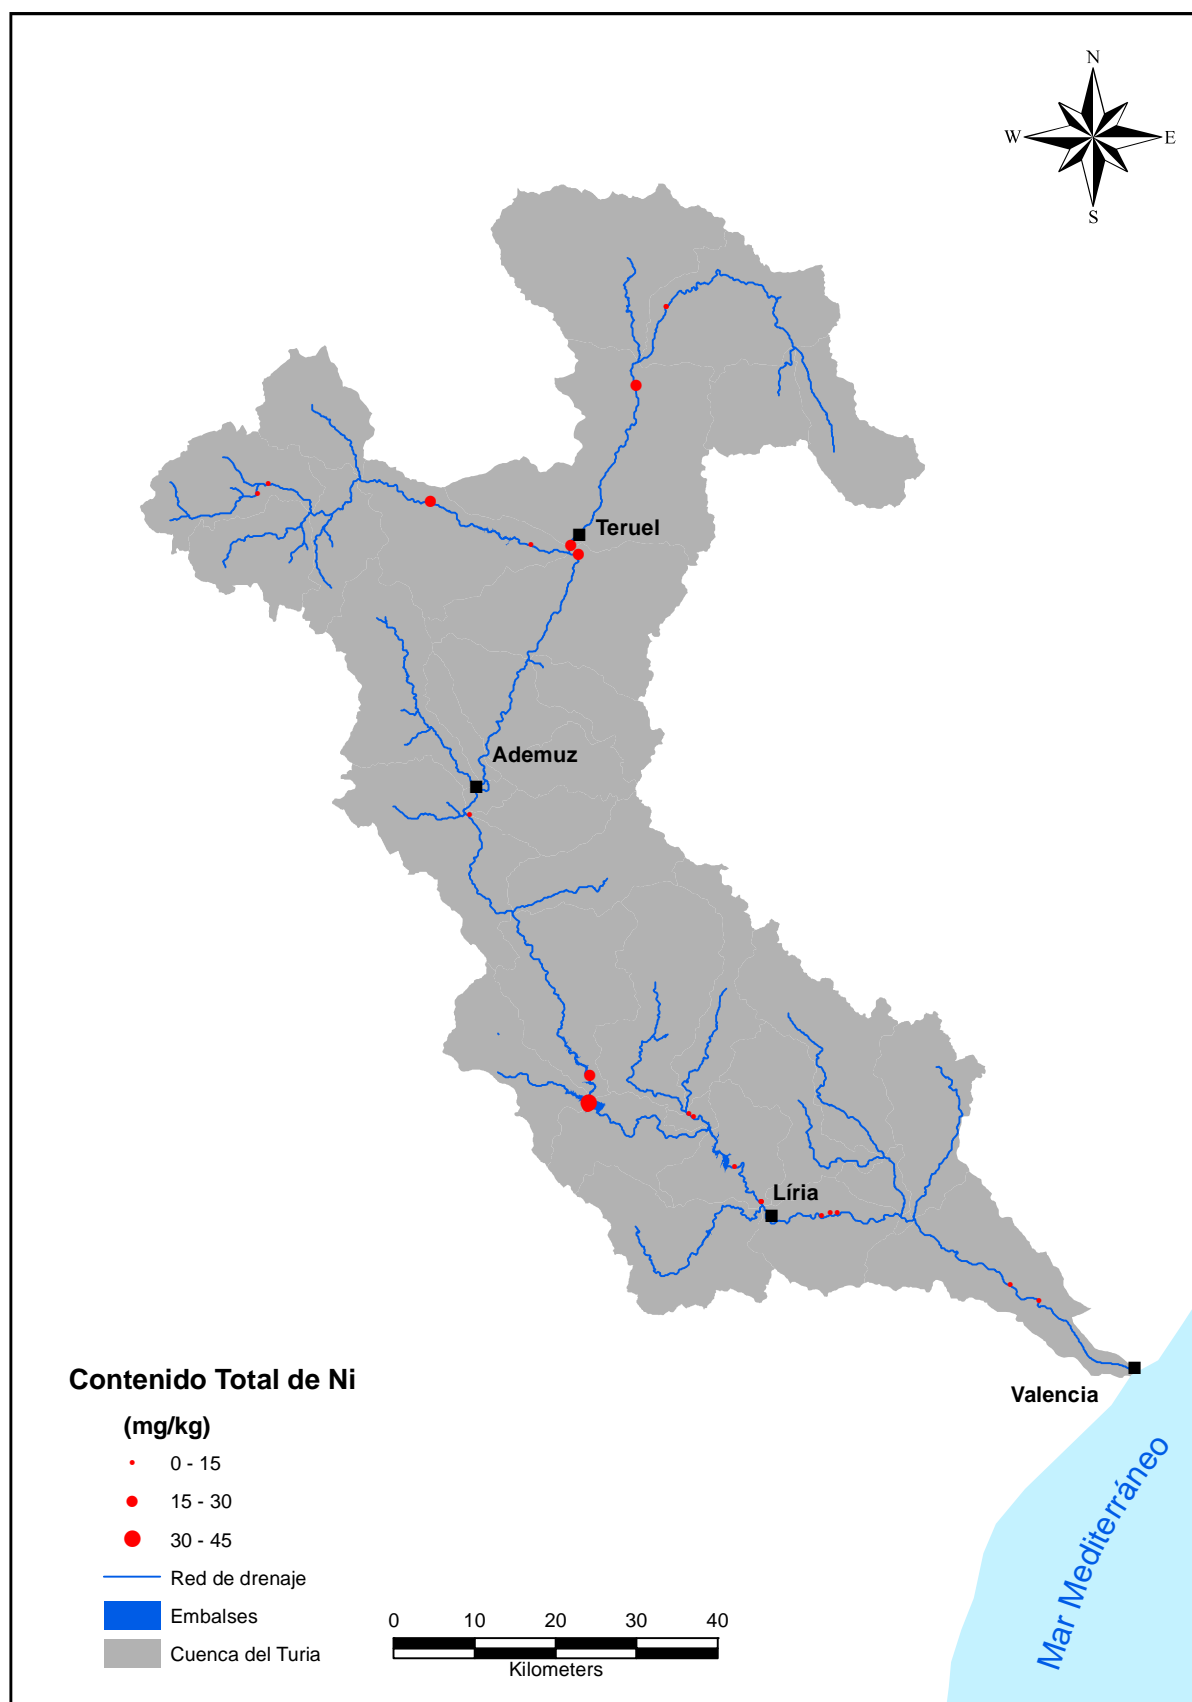 N
W
E
S
Teruel
Ademuz
Líria
Valencia
Mar Mediterráneo
Contenido Total de Ni
(mg/kg)
0 - 15
15 - 30
30 - 45
Red de drenaje
Embalses
Cuenca del Turia
0 10 20 30 40
Kilometers